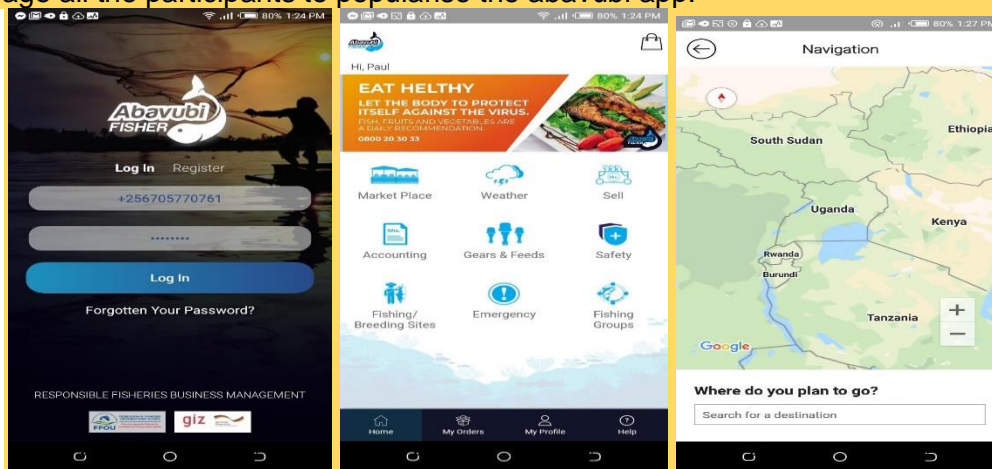 age all the participants to popularise the abavubi app.
80% 1:24 PM
Abavubi
FISHER
Log In Register
+256705770761
Log In
Forgotten Your Password?
RESPONSIBLE FISHERIES BUSINESS MANAGEMENT
FFOU
giz
80% 1:24 PM
Abavubi
Hi, Paul
EAT HELTHY
LET THE BODY TO PROTECT
ITSELF AGAINST THE VIRUS.
FISH, FRUITS AND VEGETABLES ARE
A DAILY RECOMMENDATION.
0800 20 30 33
Market Place Weather Sell
Accounting Gears & Feeds Safety
Fishing/
Breeding Sites
Emergency
Fishing
Groups
Home My Orders My Profile Help
80% 1:27 PM
Navigation
South Sudan
Ethiopia
Uganda
Kenya
Rwanda
Burundi
Tanzania
Google
Where do you plan to go?
Search for a destination